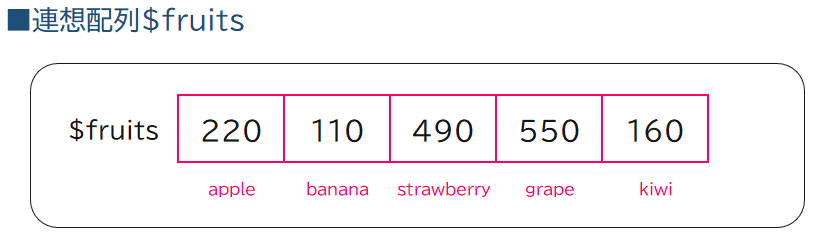 ■連想配列$fruits
$fruits 220 110 490 550 160
apple banana strawberry grape kiwi